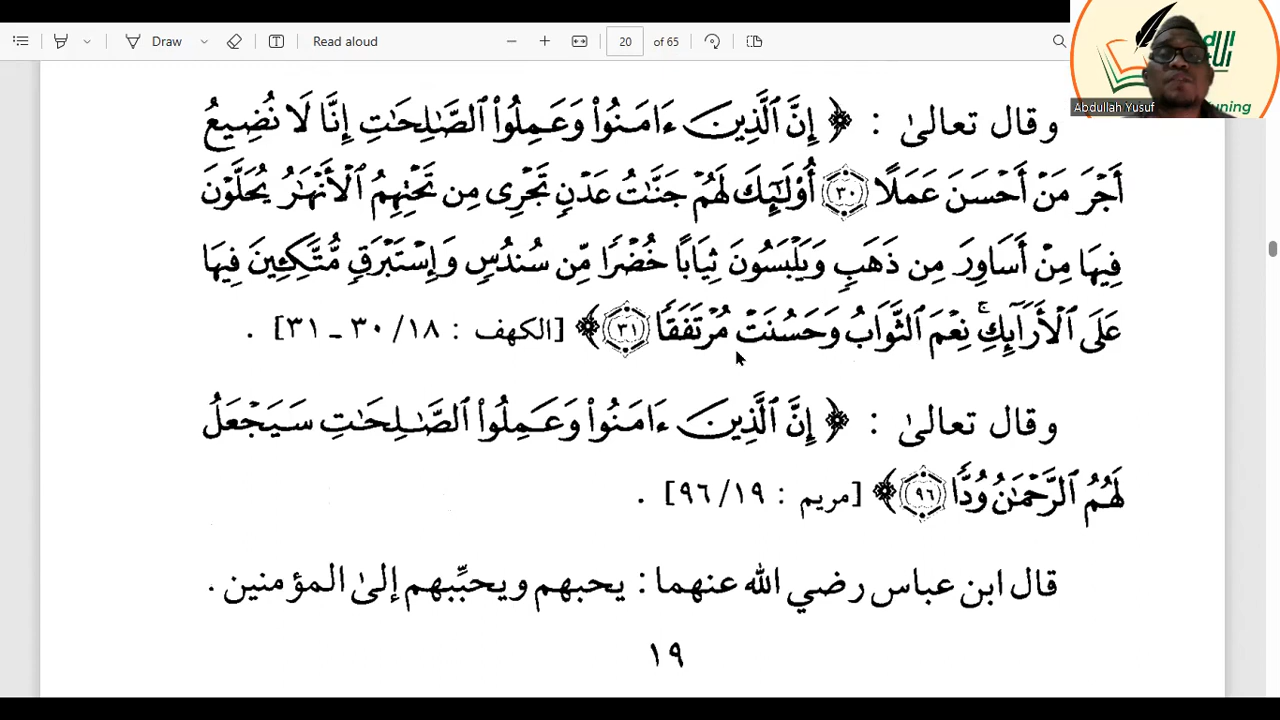 Draw
Read aloud
20 of 65
Abdullah Yusuf
وقال تعالىٰ : ﴿ إِنَّ ٱلَّذِينَ ءَامَنُوا۟ وَعَمِلُوا۟ ٱلصَّٰلِحَٰتِ إِنَّا لَا نُضِيعُ
أَجْرَ مَنْ أَحْسَنَ عَمَلًا ٣٠ أُو۟لَٰٓئِكَ لَهُمْ جَنَّٰتُ عَدْنٍ تَجْرِى مِن تَحْتِهِمُ ٱلْأَنْهَٰرُ يُحَلَّوْنَ
فِيهَا مِنْ أَسَاوِرَ مِن ذَهَبٍ وَيَلْبَسُونَ ثِيَابًا خُضْرًا مِّن سُندُسٍ وَإِسْتَبْرَقٍ مُّتَّكِـِٔينَ فِيهَا
عَلَى ٱلْأَرَآئِكِ ۚ نِعْمَ ٱلثَّوَابُ وَحَسُنَتْ مُرْتَفَقًا ٣١ ﴾ [الكهف : ١٨/ ٣٠ ـ ٣١] .
وقال تعالىٰ : ﴿ إِنَّ ٱلَّذِينَ ءَامَنُوا۟ وَعَمِلُوا۟ ٱلصَّٰلِحَٰتِ سَيَجْعَلُ
لَهُمُ ٱلرَّحْمَٰنُ وُدًّا ٩٦ ﴾ [مريم : ١٩/ ٩٦] .
قال ابن عباس رضي الله عنهما : يحبهم ويحبِّبهم إلىٰ المؤمنين .
١٩